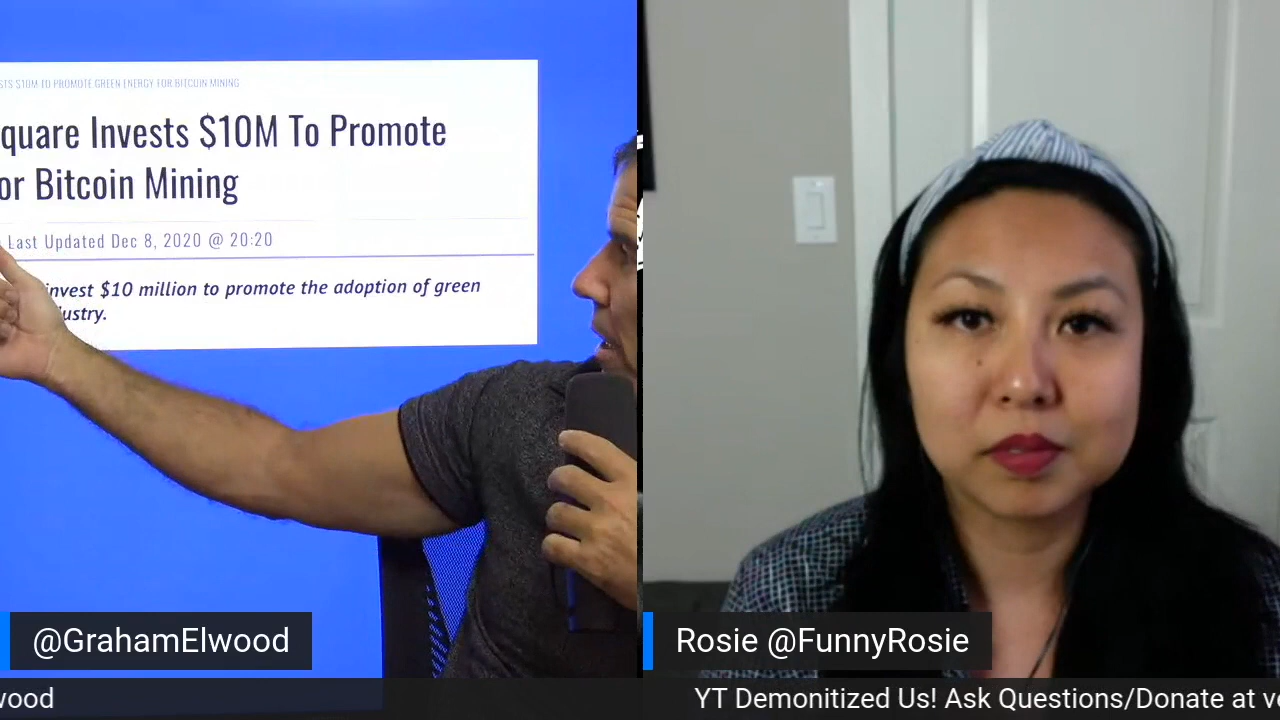 STS $10M TO PROMOTE GREEN ENERGY FOR BITCOIN MINING
quare Invests $10M To Promote
or Bitcoin Mining
Last Updated Dec 8, 2020 @ 20:20
invest $10 million to promote the adoption of green
ustry.
@GrahamElwood
Rosie @FunnyRosie
wood
YT Demonitized Us! Ask Questions/Donate at v